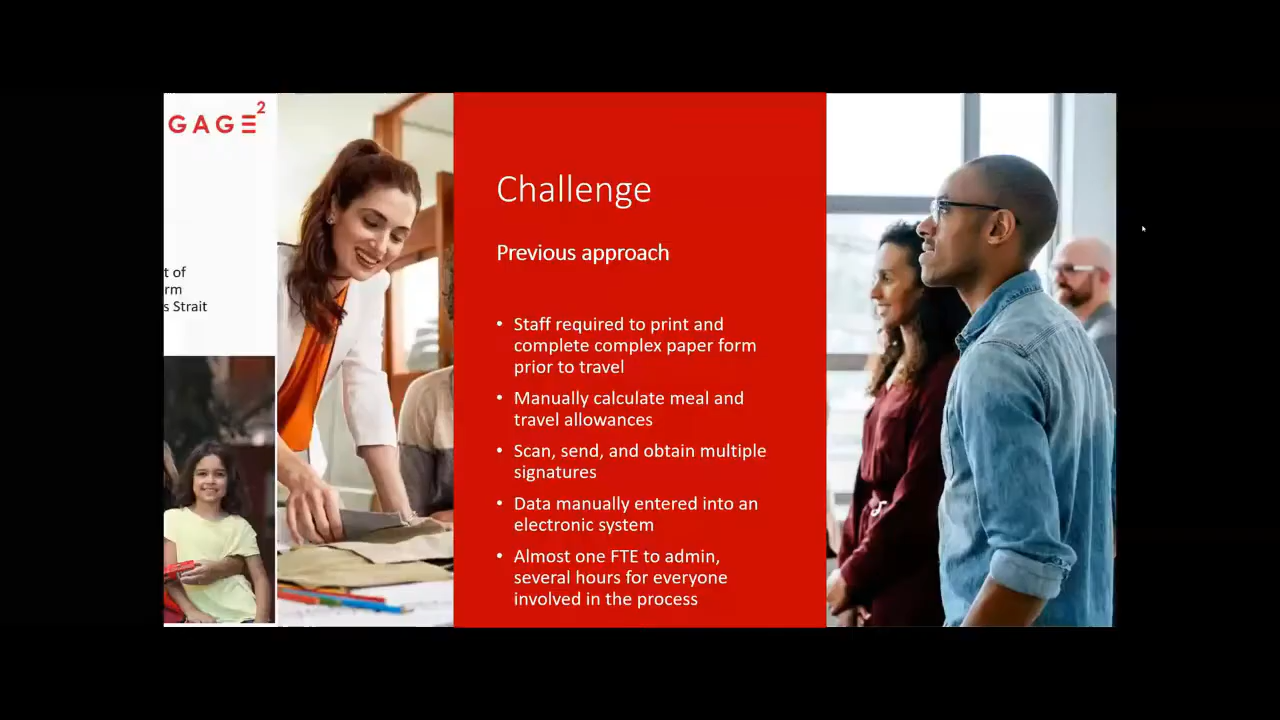 GAGE2
t of
rm
s Strait
Challenge
Previous approach
• Staff required to print and
complete complex paper form
prior to travel
• Manually calculate meal and
travel allowances
• Scan, send, and obtain multiple
signatures
• Data manually entered into an
electronic system
• Almost one FTE to admin,
several hours for everyone
involved in the process